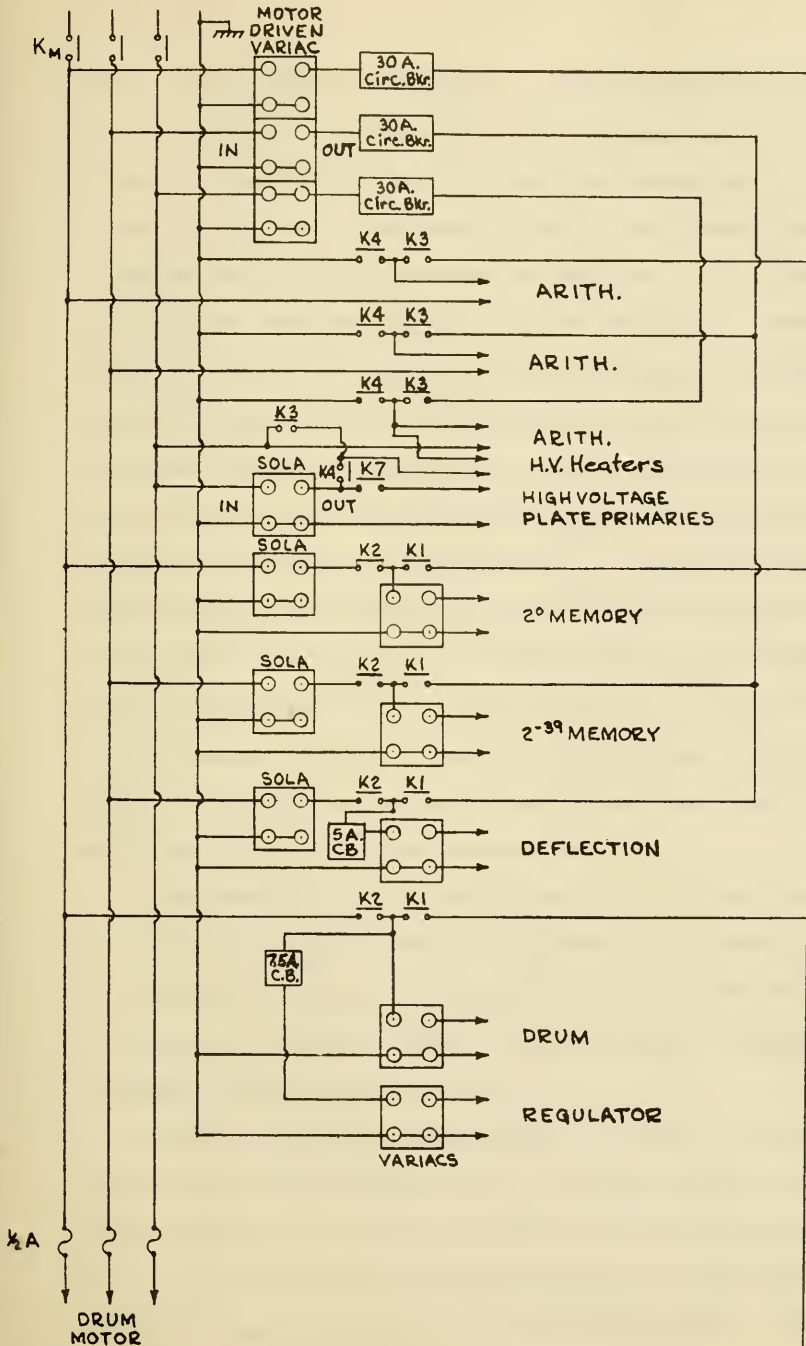 MOTOR
DRIVEN
VARIAC
KM
30 A.
Circ. Bkr.
30 A.
Circ. Bkr.
IN
OUT
30 A.
Circ. Bkr.
K4 K3
ARITH.
K4 K3
ARITH.
K4 K3
K3
ARITH.
H.V. Heaters
SOLA
K4
K7
IN
OUT
HIGH VOLTAGE
PLATE PRIMARIES
SOLA
K2 K1
2⁰ MEMORY
SOLA
K2 K1
2⁻³⁹ MEMORY
SOLA
K2 K1
5 A.
CB
DEFLECTION
K2 K1
7.5A.
C.B.
DRUM
REGULATOR
VARIACS
½ A
DRUM
MOTOR